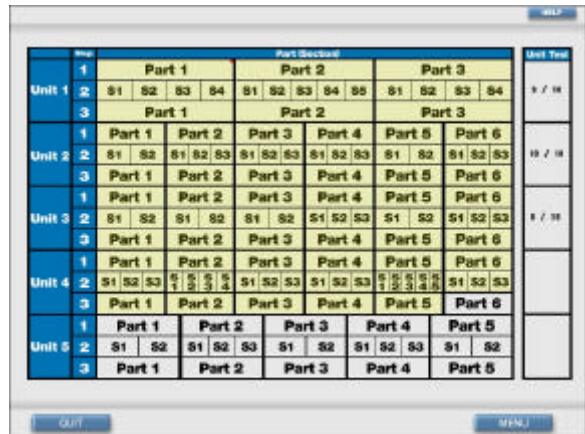 HELP
Step Part (Section) Unit Test
Unit 1
1 Part 1 Part 2 Part 3
2 S1 S2 S3 S4 S1 S2 S3 S4 S5 S1 S2 S3 S4
3 Part 1 Part 2 Part 3
9 / 10
Unit 2
1 Part 1 Part 2 Part 3 Part 4 Part 5 Part 6
2 S1 S2 S1 S2 S3 S1 S2 S3 S1 S2 S3 S1 S2 S1 S2 S3
3 Part 1 Part 2 Part 3 Part 4 Part 5 Part 6
10 / 10
Unit 3
1 Part 1 Part 2 Part 3 Part 4 Part 5 Part 6
2 S1 S2 S1 S2 S1 S2 S1 S2 S3 S1 S2 S1 S2 S3
3 Part 1 Part 2 Part 3 Part 4 Part 5 Part 6
Unit 4
1 Part 1 Part 2 Part 3 Part 4 Part 5 Part 6
2 S1 S2 S3 S1 S2 S3 S4 S1 S2 S3 S1 S2 S3 S1 S2 S3 S4 S5 S1 S2 S3
3 Part 1 Part 2 Part 3 Part 4 Part 5 Part 6
Unit 5
1 Part 1 Part 2 Part 3 Part 4 Part 5
2 S1 S2 S1 S2 S3 S1 S2 S1 S2 S3 S1 S2
3 Part 1 Part 2 Part 3 Part 4 Part 5
QUIT MENU